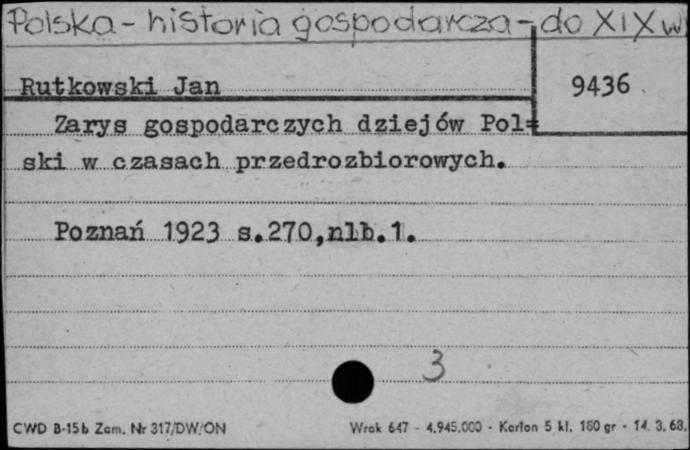 Polska - historia gospodarcza - do XIX w
Rutkowski Jan
9436
Zarys gospodarczych dziejów Pol=
ski w czasach przedrozbiorowych.
Poznań 1923 s.270,nlb.1.
3
CWD B-15b Zam. Nr 317/DW/ON
Wrak 647 - 4.945.000 - Karton 5 kl. 180 gr - 14. 3. 68.